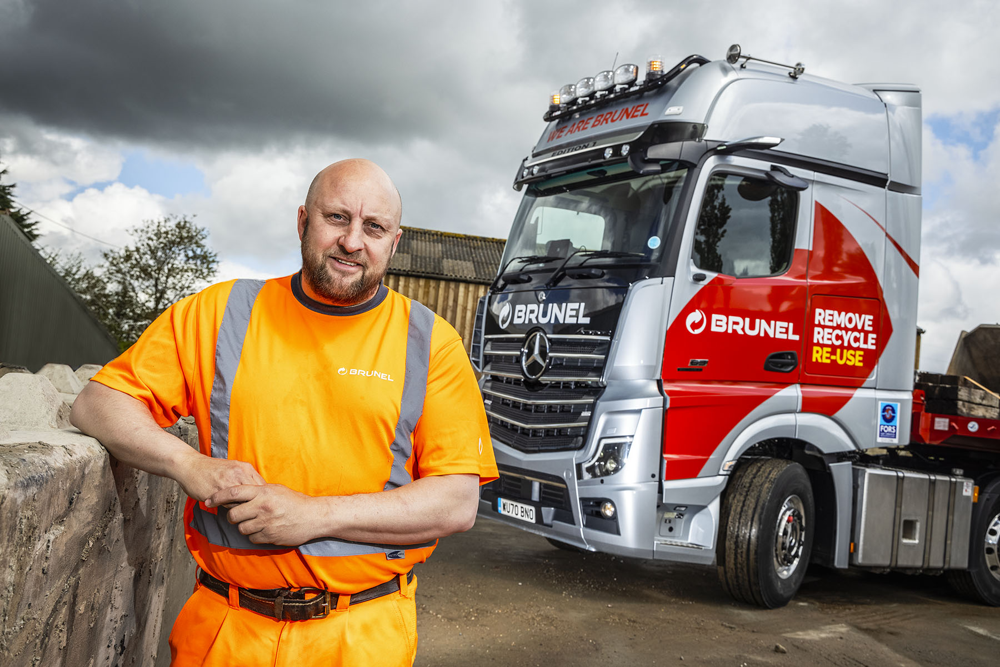 WE ARE BRUNEL
EDITION 1
BRUNEL
BRUNEL
REMOVE
RECYCLE
RE-USE
BRUNEL
FORS
WU70 BNO